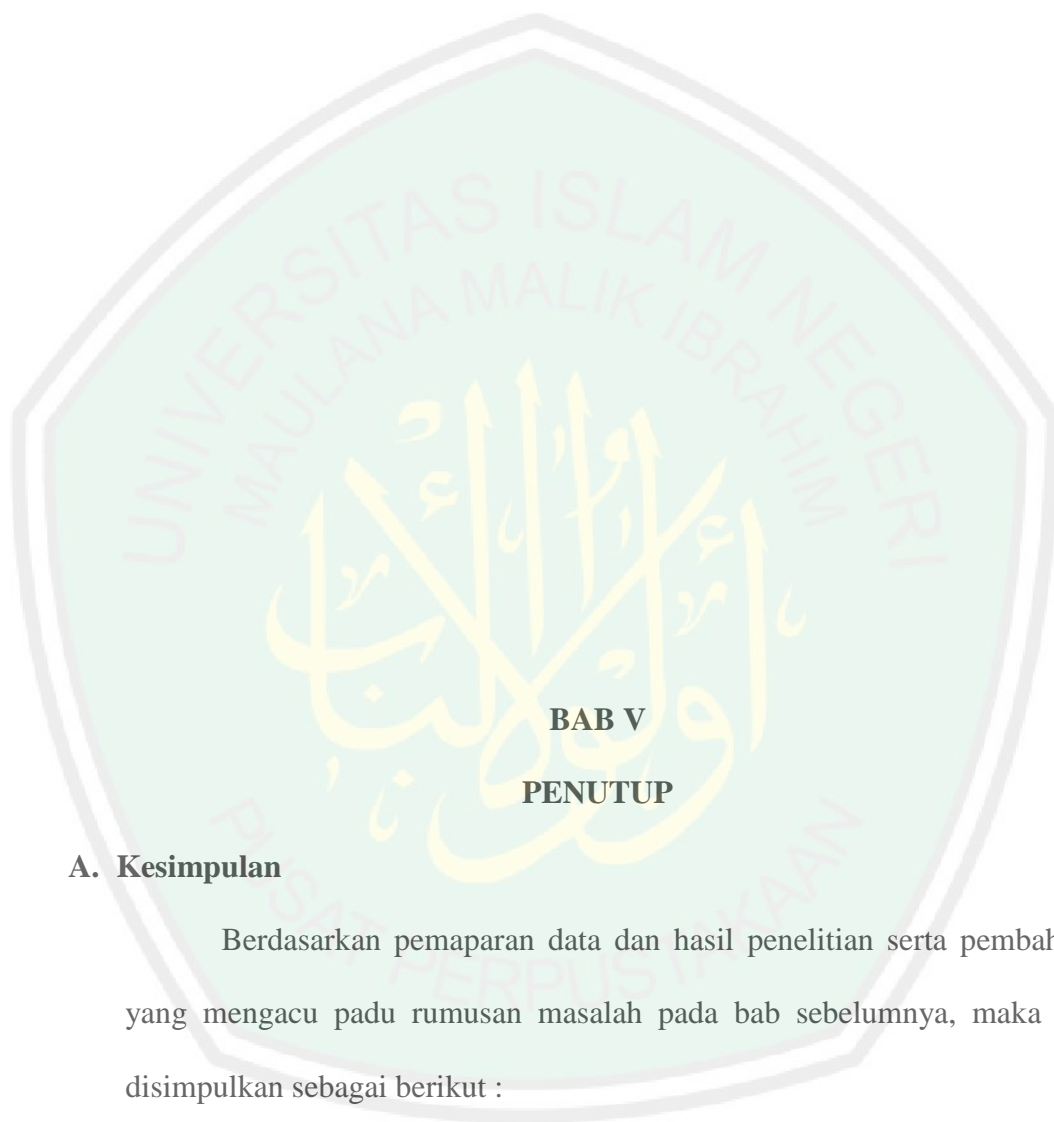 UNIVERSITAS ISLAM NEGERI
MAULANA MALIK IBRAHIM
BAB V
PENUTUP
A. Kesimpulan
Berdasarkan pemaparan data dan hasil penelitian serta pembah
yang mengacu padu rumusan masalah pada bab sebelumnya, maka
disimpulkan sebagai berikut :
PUSAT PERPUSTAKAAN